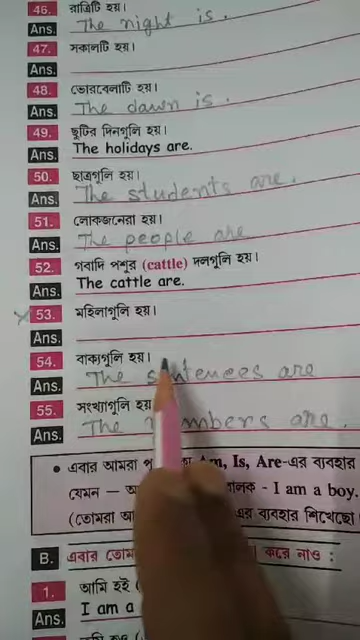 46. রাত্রিটি হয়।
Ans. The night is.
47. সকালটি হয়।
Ans.
48. ভোরবেলাটি হয়।
Ans. The dawn is.
49. ছুটির দিনগুলি হয়।
Ans. The holidays are.
50. ছাত্রগুলি হয়।
Ans. The students are.
51. লোকজনেরা হয়।
Ans. The people are
52. গবাদি পশুর (cattle) দলগুলি হয়।
Ans. The cattle are.
53. মহিলাগুলি হয়।
Ans.
54. বাক্যগুলি হয়।
Ans. The sentences are
55. সংখ্যাগুলি হয়
Ans. The numbers are.
• এবার আমরা Am, Is, Are-এর ব্যবহার
যেমন — - I am a boy.
(তোমরা এর ব্যবহার শিখেছো
B. এবার করে নাও :
1. আমি হই
Ans. I am a